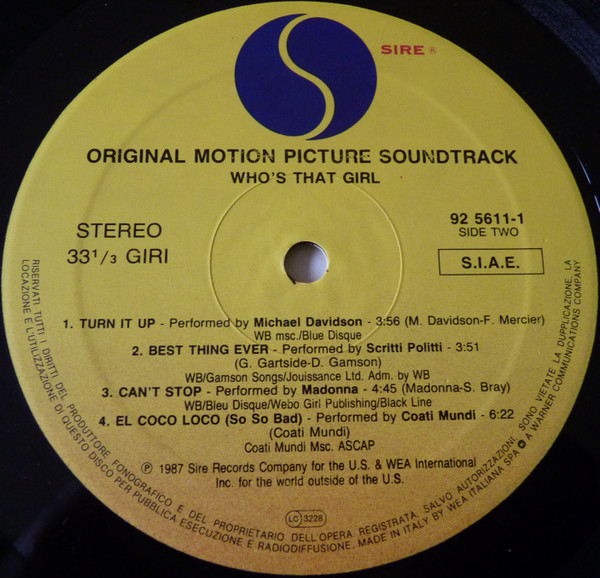 SIRE ®
ORIGINAL MOTION PICTURE SOUNDTRACK
WHO'S THAT GIRL
STEREO
33 1/3 GIRI
92 5611-1
SIDE TWO
S.I.A.E.
1. TURN IT UP - Performed by Michael Davidson - 3:56 (M. Davidson-F. Mercier)
WB msc./Blue Disque
2. BEST THING EVER - Performed by Scritti Politti - 3:51
(G. Gartside-D. Gamson)
WB/Gamson Songs/Jouissance Ltd. Adm. by WB
3. CAN'T STOP - Performed by Madonna - 4:45 (Madonna-S. Bray)
WB/Bleu Disque/Webo Girl Publishing/Black Line
4. EL COCO LOCO (So So Bad) - Performed by Coati Mundi - 6:22
(Coati Mundi)
Coati Mundi Msc. ASCAP
℗ 1987 Sire Records Company for the U.S. & WEA International
Inc. for the world outside of the U.S.
LC 3228
RISERVATI TUTTI I DIRITTI DEL PRODUTTORE FONOGRAFICO E DEL PROPRIETARIO DELL'OPERA REGISTRATA. SALVO AUTORIZZAZIONI, SONO VIETATE LA DUPPLICAZIONE, LA
LOCAZIONE E L'UTILIZZAZIONE DI QUESTO DISCO PER PUBBLICA ESECUZIONE E RADIODIFFUSIONE. MADE IN ITALY BY WEA ITALIANA SPA - A WARNER COMMUNICATIONS COMPANY